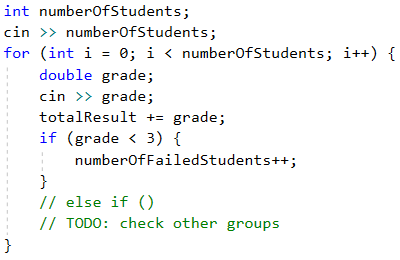 int numberOfStudents;
cin >> numberOfStudents;
for (int i = 0; i < numberOfStudents; i++) {
    double grade;
    cin >> grade;
    totalResult += grade;
    if (grade < 3) {
        numberOfFailedStudents++;
    }
    // else if ()
    // TODO: check other groups
}